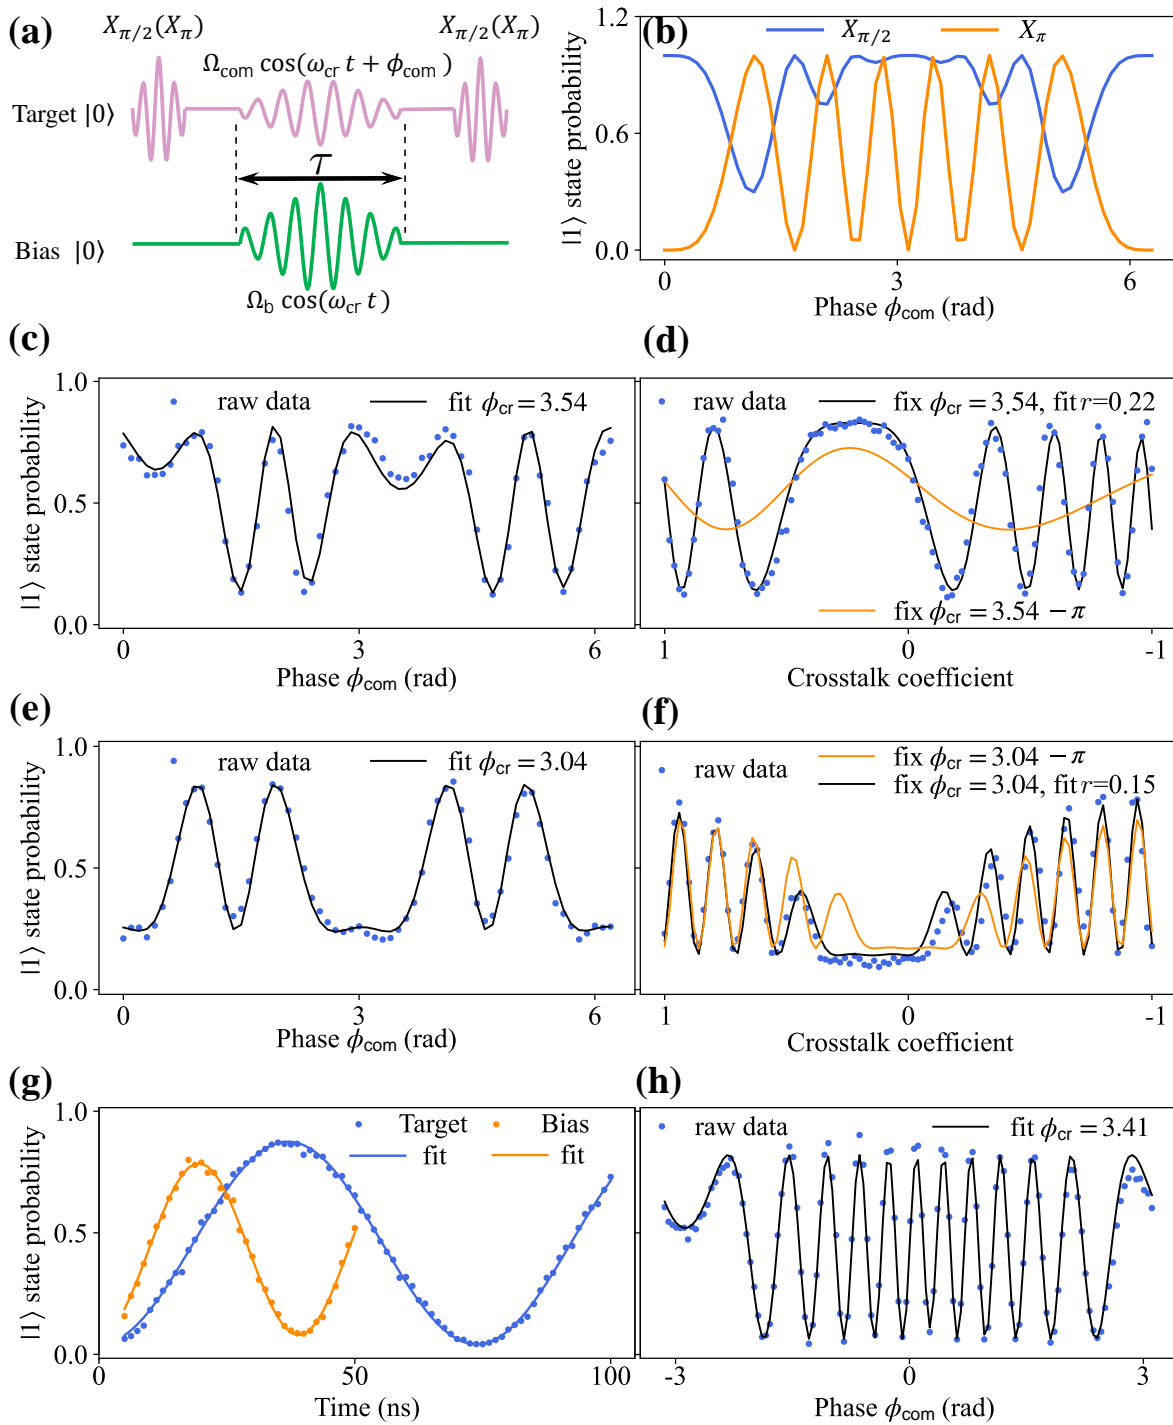 (a)
X_{π/2}(X_π)
X_{π/2}(X_π)
Ω_com cos(ω_cr t + ϕ_com)
Target |0⟩
τ
Bias |0⟩
Ω_b cos(ω_cr t)
(b)
X_{π/2}
X_π
|1⟩ state probability
1.2
0.6
0.0
0
3
6
Phase ϕ_com (rad)
(c)
|1⟩ state probability
1.0
0.5
0.0
raw data
fit ϕ_cr = 3.54
0
3
6
Phase ϕ_com (rad)
(d)
raw data
fix ϕ_cr = 3.54, fit r=0.22
fix ϕ_cr = 3.54 −π
1
0
-1
Crosstalk coefficient
(e)
|1⟩ state probability
1.0
0.5
0.0
raw data
fit ϕ_cr = 3.04
0
3
6
Phase ϕ_com (rad)
(f)
fix ϕ_cr = 3.04 −π
raw data
fix ϕ_cr = 3.04, fit r=0.15
1
0
-1
Crosstalk coefficient
(g)
|1⟩ state probability
1.0
0.5
0.0
Target
Bias
fit
fit
0
50
100
Time (ns)
(h)
raw data
fit ϕ_cr = 3.41
-3
0
3
Phase ϕ_com (rad)